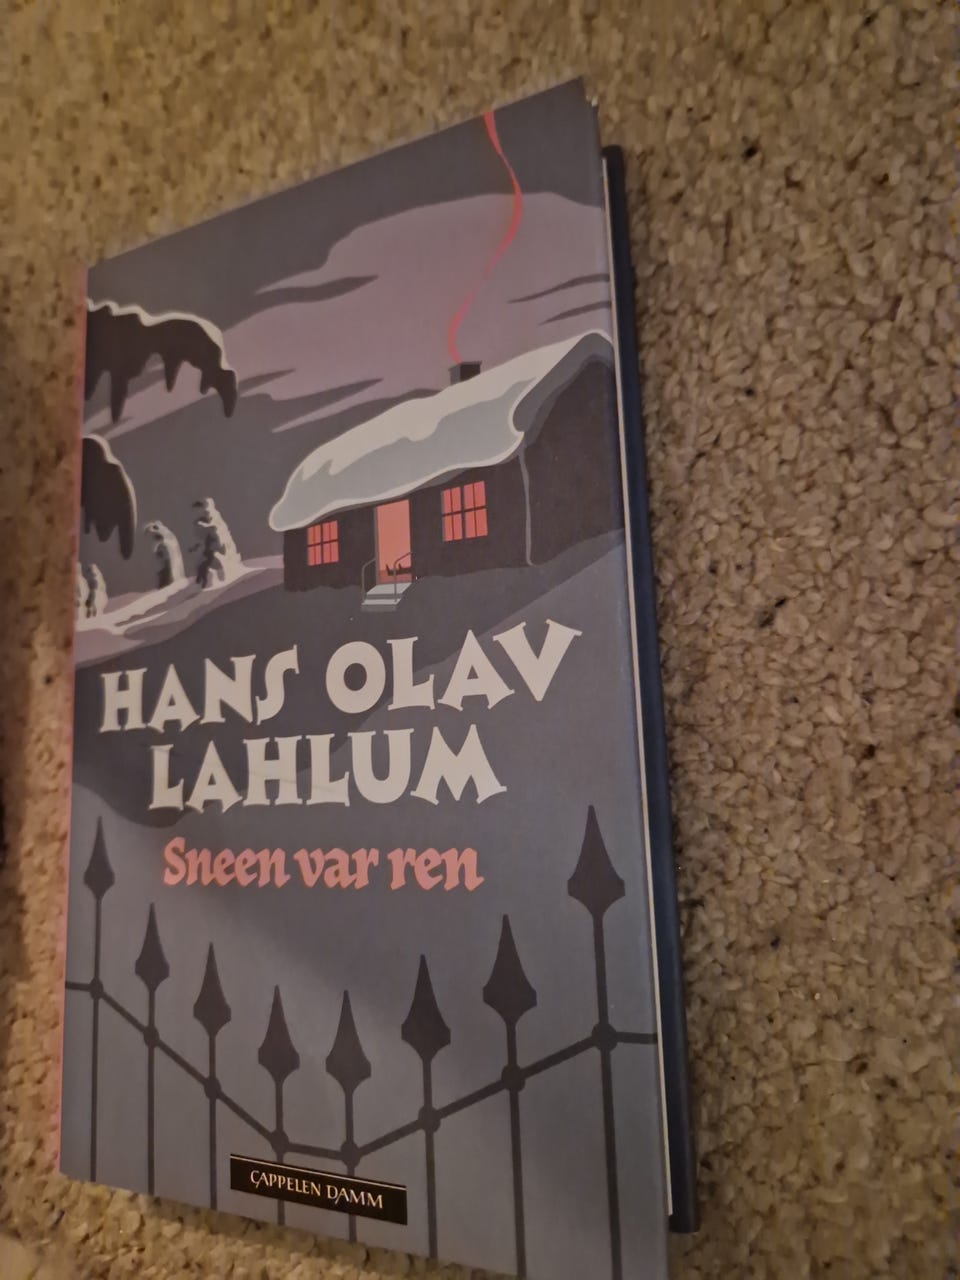 HANS OLAV
LAHLUM
Sneen var ren
CAPPELEN DAMM